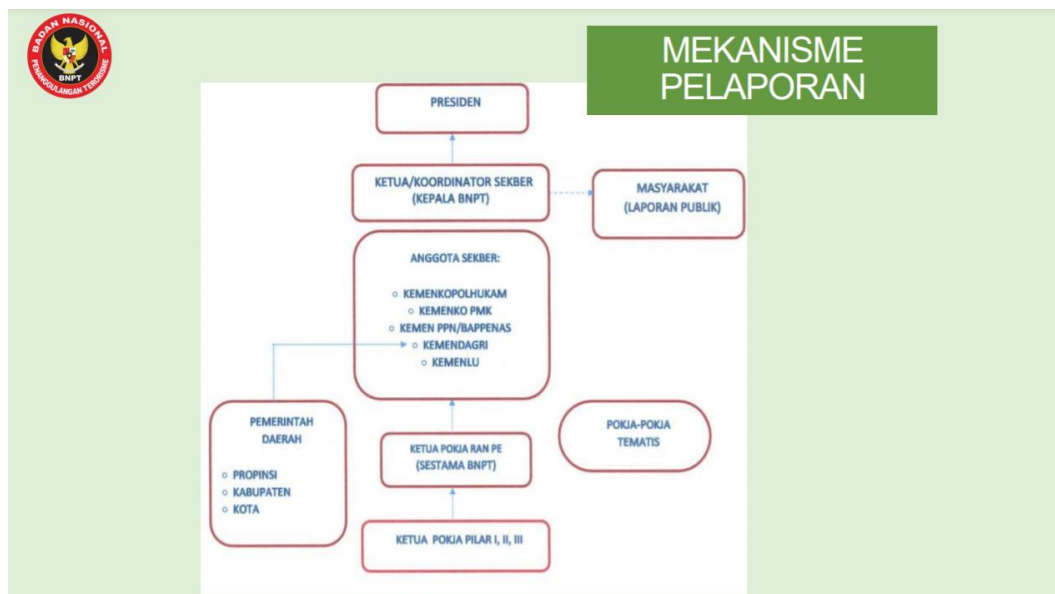 BADAN NASIONAL
PENANGGULANGAN TERORISME
BNPT
MEKANISME
PELAPORAN
PRESIDEN
KETUA/KOORDINATOR SEKBER
(KEPALA BNPT)
MASYARAKAT
(LAPORAN PUBLIK)
ANGGOTA SEKBER:
○ KEMENKOPOLHUKAM
○ KEMENKO PMK
○ KEMEN PPN/BAPPENAS
○ KEMENDAGRI
○ KEMENLU
PEMERINTAH
DAERAH
○ PROPINSI
○ KABUPATEN
○ KOTA
KETUA POKJA RAN PE
(SESTAMA BNPT)
POKJA-POKJA
TEMATIS
KETUA POKJA PILAR I, II, III